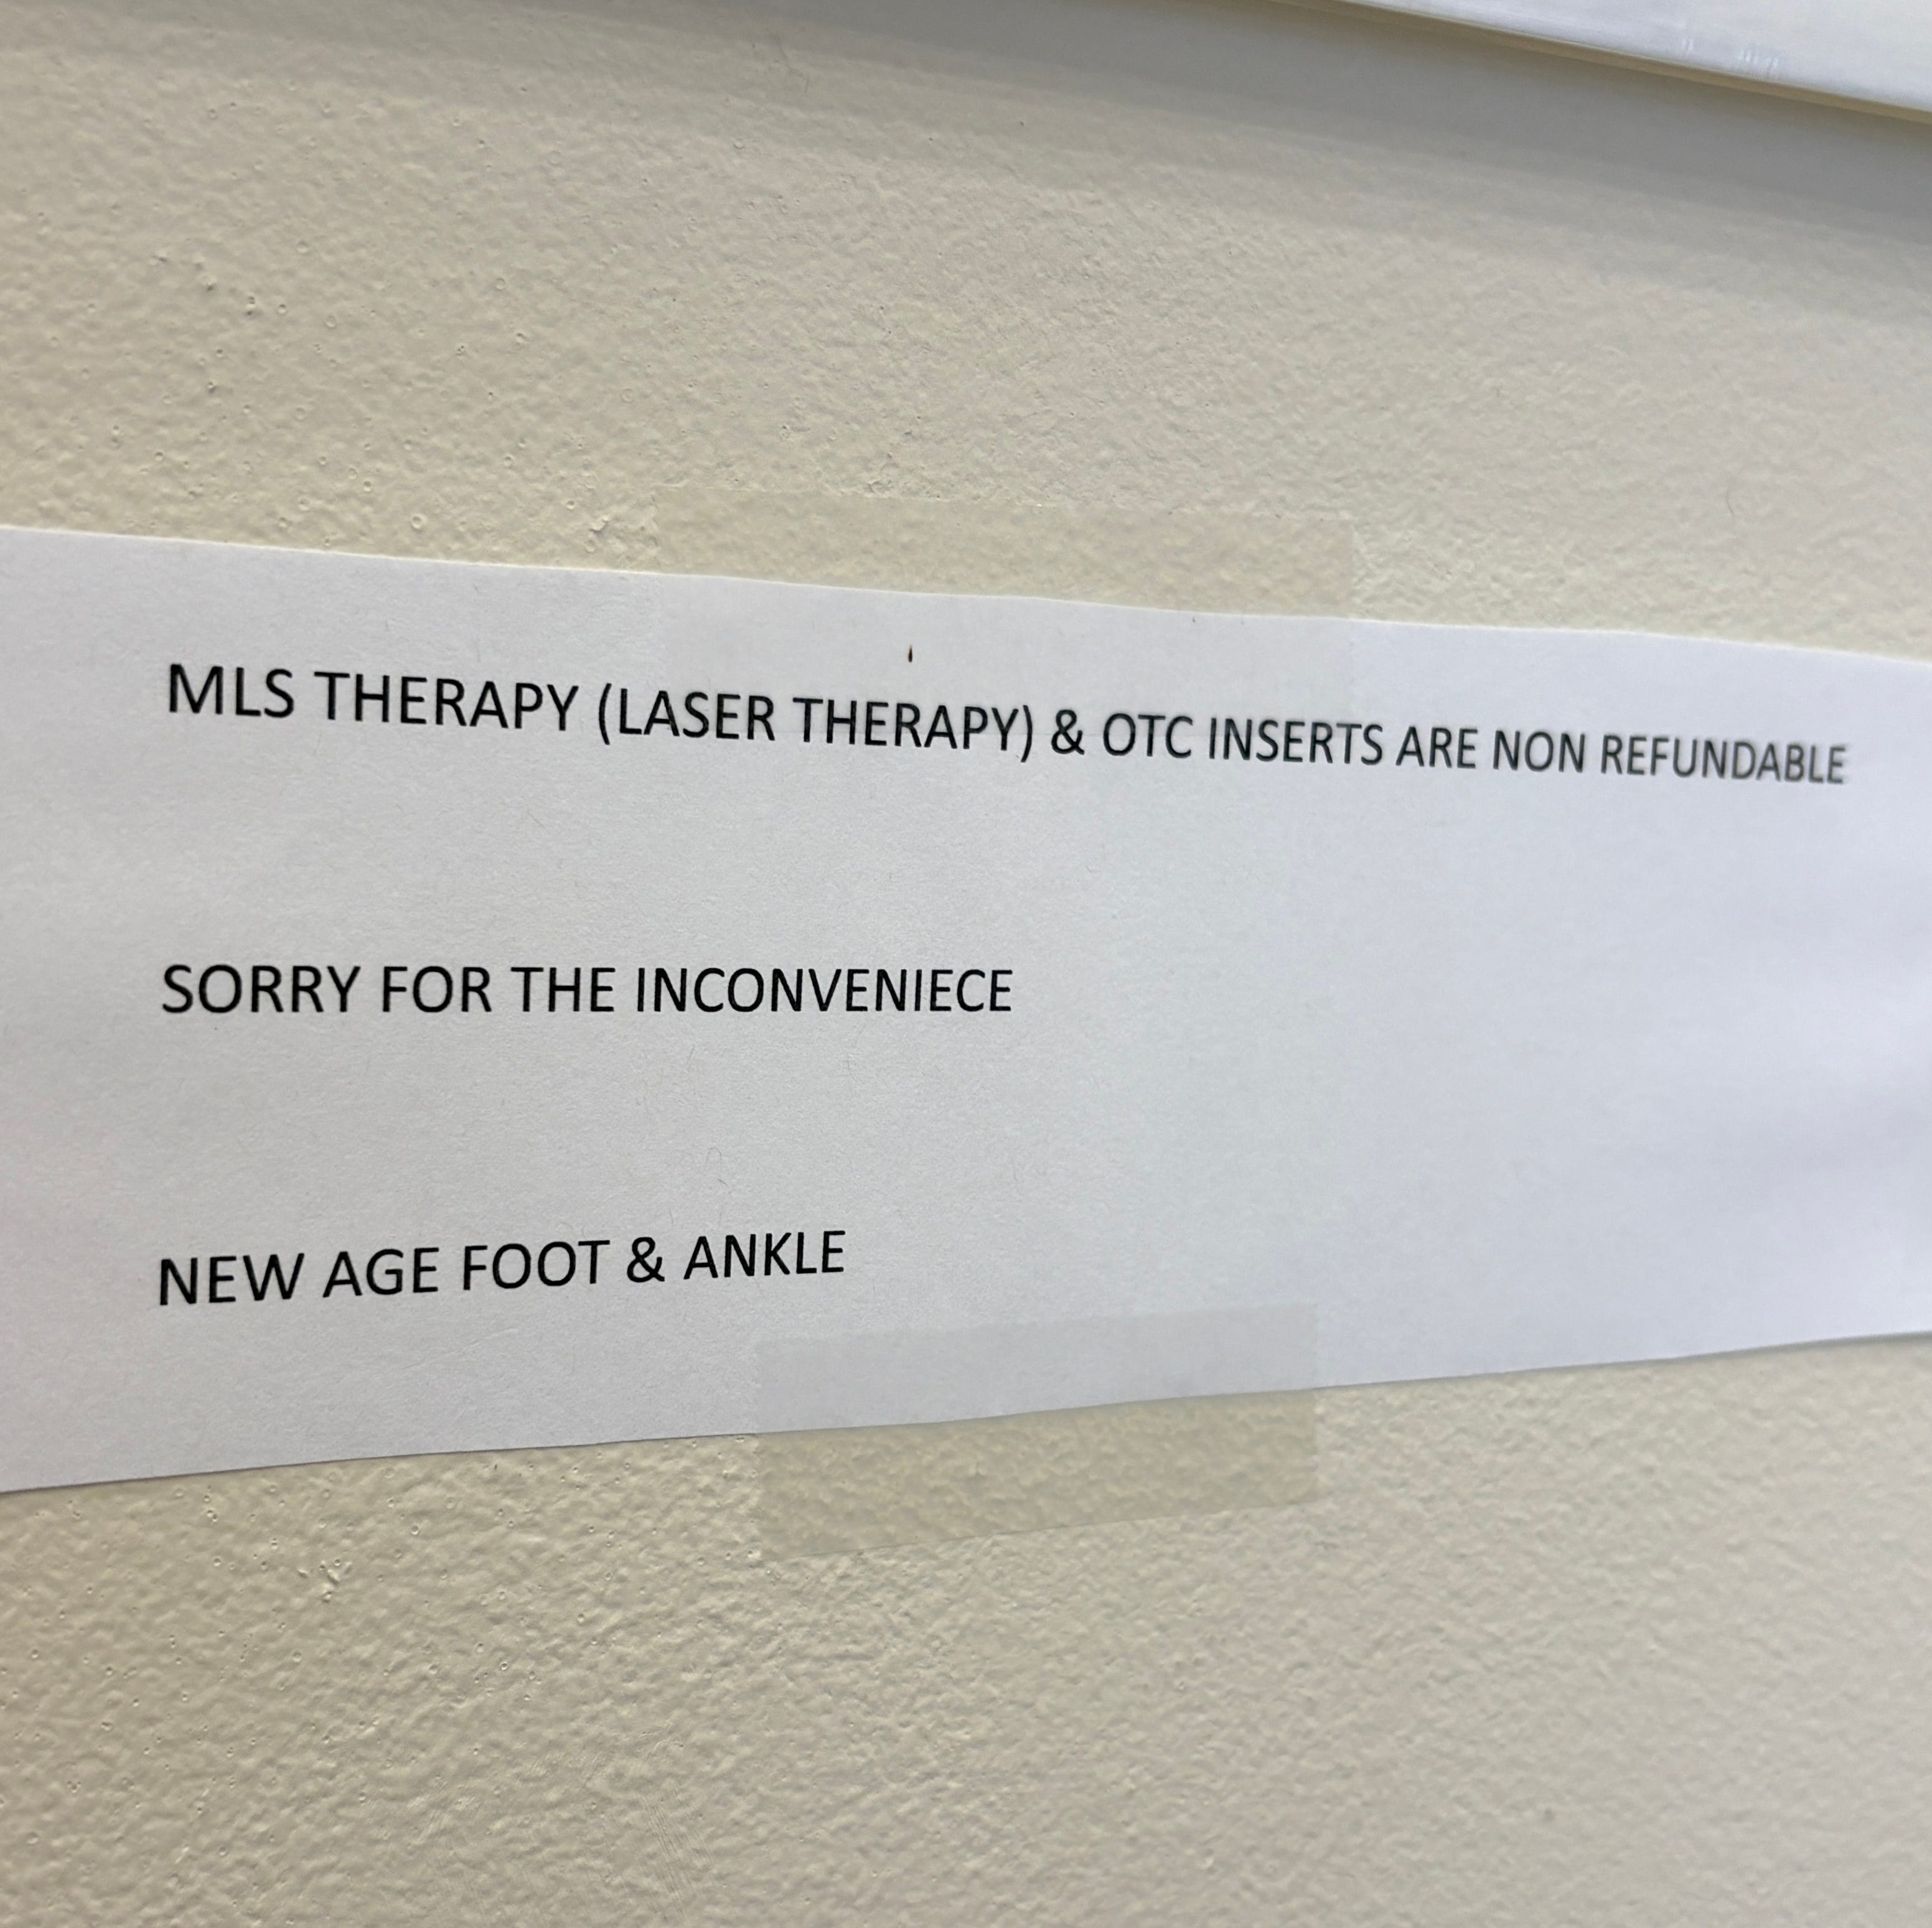 MLS THERAPY (LASER THERAPY) & OTC INSERTS ARE NON REFUNDABLE
SORRY FOR THE INCONVENIECE
NEW AGE FOOT & ANKLE